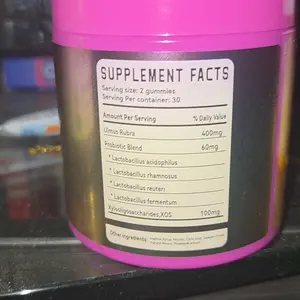 SUPPLEMENT FACTS
Serving size: 2 gummies
Serving Per container: 30
Amount Per Serving % Daily Value
Ulmus Rubra 400mg
Probiotic Blend 60mg
* Lactobacillus acidophilus
* Lactobacillus rhamnosus
* Lactobacillus reuteri
* Lactobacillus fermentum
Xylooligosaccharides,XOS 100mg
Other Ingredients: